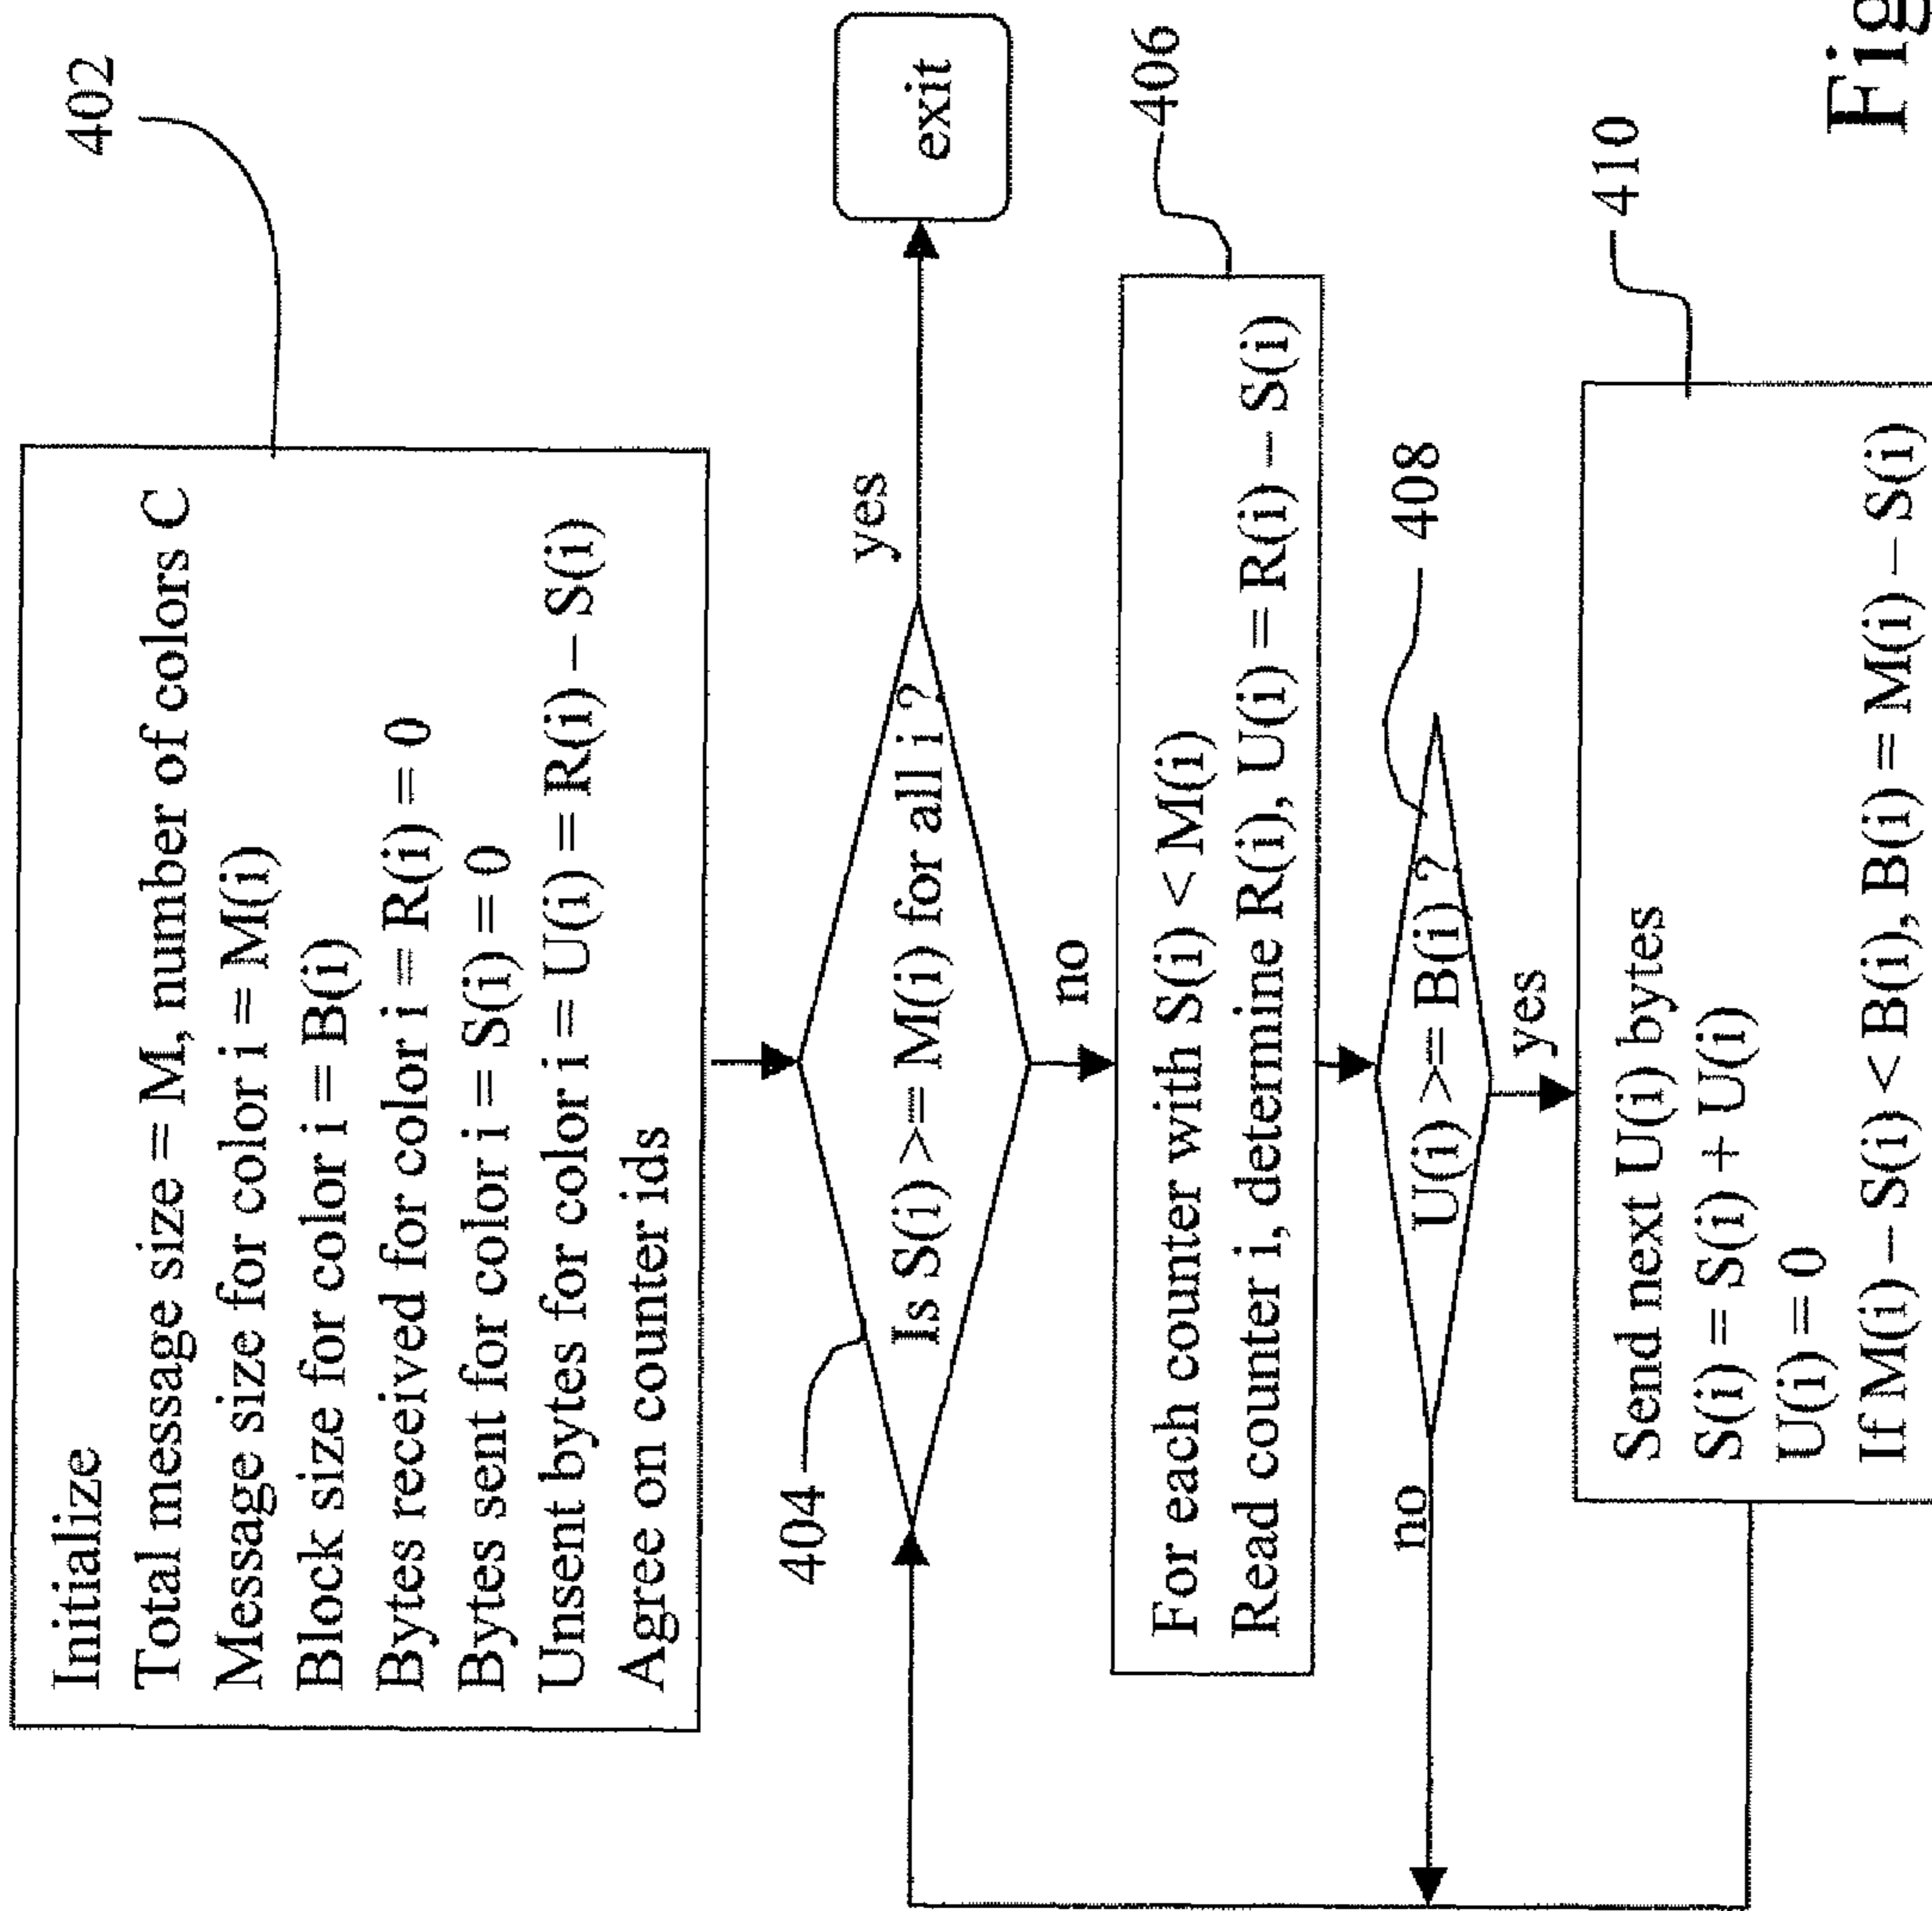 402
Initialize
Total message size = M, number of colors C
Message size for color i = M(i)
Block size for color i = B(i)
Bytes received for color i = R(i) = 0
Bytes sent for color i = S(i) = 0
Unsent bytes for color i = U(i) = R(i) – S(i)
Agree on counter ids
404
Is S(i) >= M(i) for all i ?
yes
exit
no
406
For each counter with S(i) < M(i)
Read counter i, determine R(i), U(i) = R(i) – S(i)
408
U(i) >= B(i) ?
no
yes
410
Send next U(i) bytes
S(i) = S(i) + U(i)
U(i) = 0
If M(i) – S(i) < B(i), B(i) = M(i) – S(i)
Fig